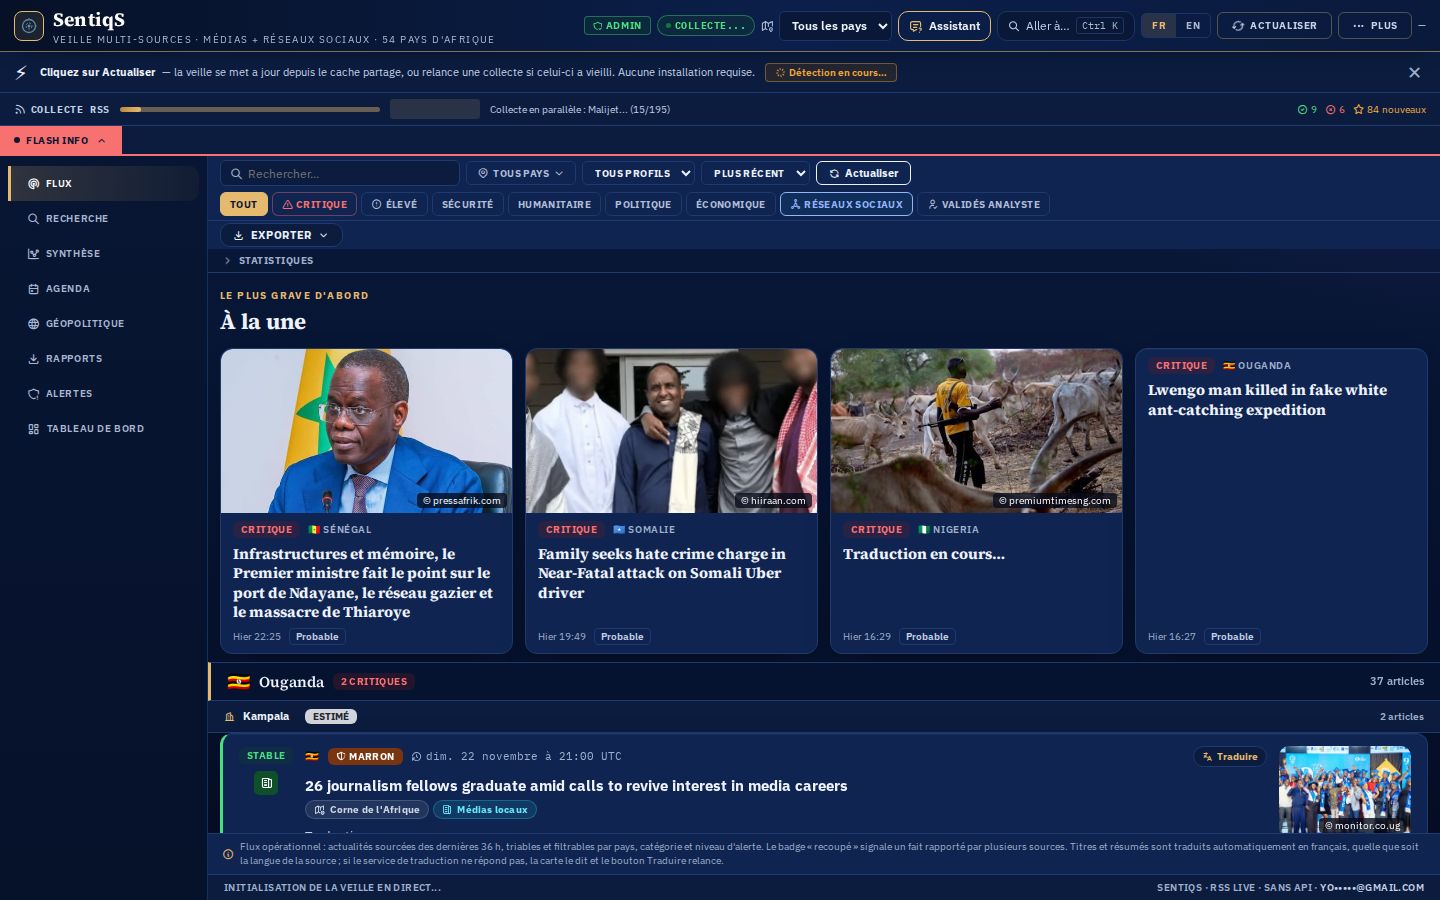 SentiqS
VEILLE MULTI-SOURCES · MÉDIAS + RÉSEAUX SOCIAUX · 54 PAYS D'AFRIQUE
ADMIN
COLLECTE...
Tous les pays
Assistant
Aller à... Ctrl K
FR EN
ACTUALISER
PLUS
Cliquez sur Actualiser — la veille se met a jour depuis le cache partage, ou relance une collecte si celui-ci a vieilli. Aucune installation requise.
Détection en cours...
COLLECTE RSS
Collecte en parallèle : Malijet... (15/195)
9 6 84 nouveaux
FLASH INFO
FLUX
RECHERCHE
SYNTHÈSE
AGENDA
GÉOPOLITIQUE
RAPPORTS
ALERTES
TABLEAU DE BORD
Rechercher...
TOUS PAYS
TOUS PROFILS
PLUS RÉCENT
Actualiser
TOUT
CRITIQUE
ÉLEVÉ
SÉCURITÉ
HUMANITAIRE
POLITIQUE
ÉCONOMIQUE
RÉSEAUX SOCIAUX
VALIDÉS ANALYSTE
EXPORTER
STATISTIQUES
LE PLUS GRAVE D'ABORD
À la une
© pressafrik.com
CRITIQUE SÉNÉGAL
Infrastructures et mémoire, le
Premier ministre fait le point sur le
port de Ndayane, le réseau gazier et
le massacre de Thiaroye
Hier 22:25 Probable
© hiiraan.com
CRITIQUE SOMALIE
Family seeks hate crime charge in
Near-Fatal attack on Somali Uber
driver
Hier 19:49 Probable
© premiumtimesng.com
CRITIQUE NIGERIA
Traduction en cours...
Hier 16:29 Probable
CRITIQUE OUGANDA
Lwengo man killed in fake white
ant-catching expedition
Hier 16:27 Probable
Ouganda 2 CRITIQUES 37 articles
Kampala ESTIMÉ 2 articles
STABLE
MARRON dim. 22 novembre à 21:00 UTC
Traduire
26 journalism fellows graduate amid calls to revive interest in media careers
Corne de l'Afrique Médias locaux
© monitor.co.ug
Flux opérationnel : actualités sourcées des dernières 36 h, triables et filtrables par pays, catégorie et niveau d'alerte. Le badge « recoupé » signale un fait rapporté par plusieurs sources. Titres et résumés sont traduits automatiquement en français, quelle que soit
la langue de la source ; si le service de traduction ne répond pas, la carte le dit et le bouton Traduire relance.
INITIALISATION DE LA VEILLE EN DIRECT...
SENTIQS · RSS LIVE · SANS API · YO•••••@GMAIL.COM